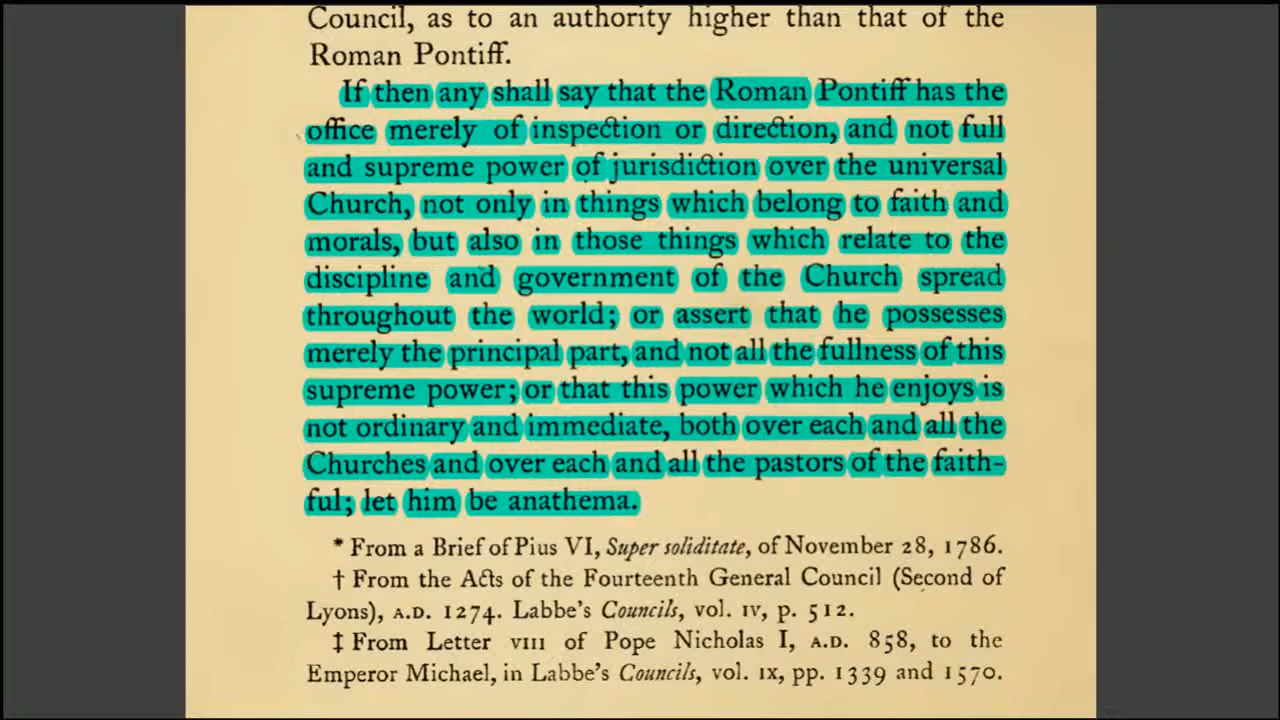 Council, as to an authority higher than that of the
Roman Pontiff.
If then any shall say that the Roman Pontiff has the
office merely of inspection or direction, and not full
and supreme power of jurisdiction over the universal
Church, not only in things which belong to faith and
morals, but also in those things which relate to the
discipline and government of the Church spread
throughout the world; or assert that he possesses
merely the principal part, and not all the fullness of this
supreme power; or that this power which he enjoys is
not ordinary and immediate, both over each and all the
Churches and over each and all the pastors of the faith-
ful; let him be anathema.
* From a Brief of Pius VI, Super soliditate, of November 28, 1786.
† From the Acts of the Fourteenth General Council (Second of
Lyons), A.D. 1274. Labbe's Councils, vol. IV, p. 512.
‡ From Letter VIII of Pope Nicholas I, A.D. 858, to the
Emperor Michael, in Labbe's Councils, vol. IX, pp. 1339 and 1570.